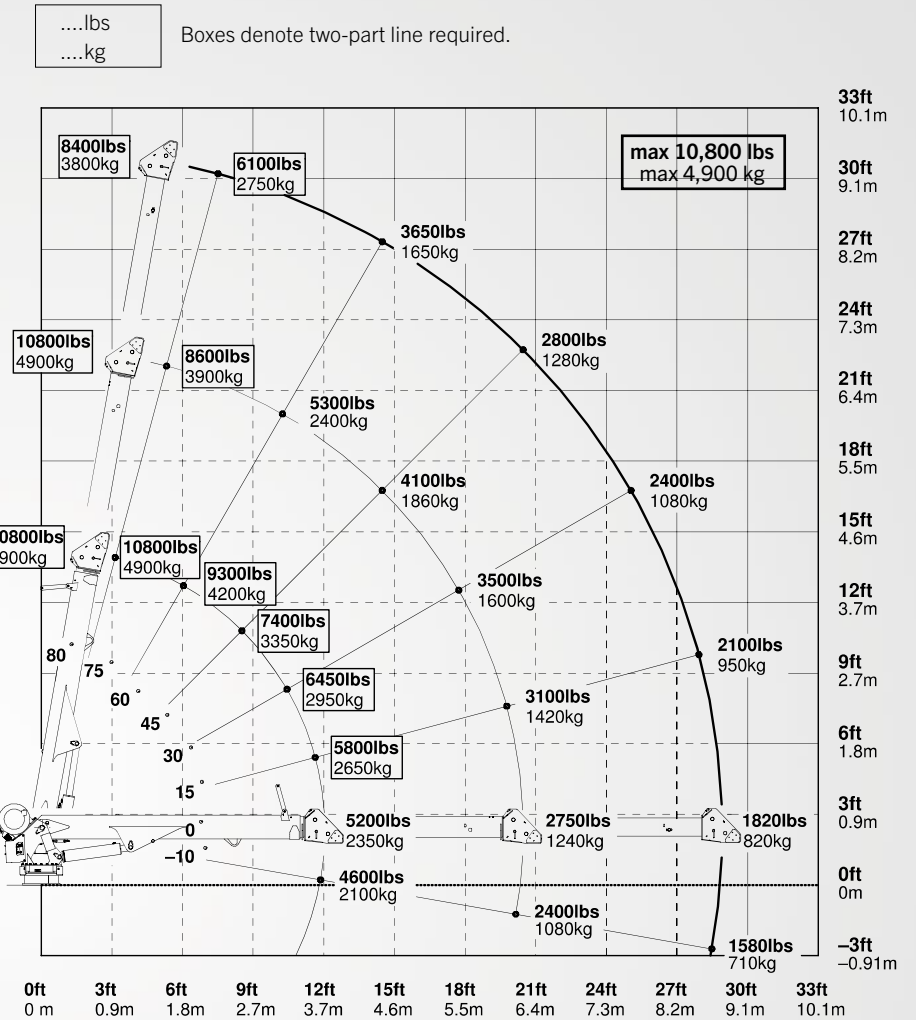 ....lbs
....kg
Boxes denote two-part line required.
33ft
10.1m
max 10,800 lbs
max 4,900 kg
8400lbs
3800kg
6100lbs
2750kg
30ft
9.1m
3650lbs
1650kg
27ft
8.2m
24ft
7.3m
10800lbs
4900kg
8600lbs
3900kg
2800lbs
1280kg
21ft
6.4m
5300lbs
2400kg
18ft
5.5m
4100lbs
1860kg
2400lbs
1080kg
15ft
4.6m
0800lbs
900kg
10800lbs
4900kg
9300lbs
4200kg
3500lbs
1600kg
12ft
3.7m
7400lbs
3350kg
80
75
60
45
30
15
0
–10
6450lbs
2950kg
2100lbs
950kg
9ft
2.7m
3100lbs
1420kg
6ft
1.8m
5800lbs
2650kg
5200lbs
2350kg
2750lbs
1240kg
1820lbs
820kg
3ft
0.9m
4600lbs
2100kg
0ft
0m
2400lbs
1080kg
1580lbs
710kg
–3ft
–0.91m
0ft 3ft 6ft 9ft 12ft 15ft 18ft 21ft 24ft 27ft 30ft 33ft
0 m 0.9m 1.8m 2.7m 3.7m 4.6m 5.5m 6.4m 7.3m 8.2m 9.1m 10.1m